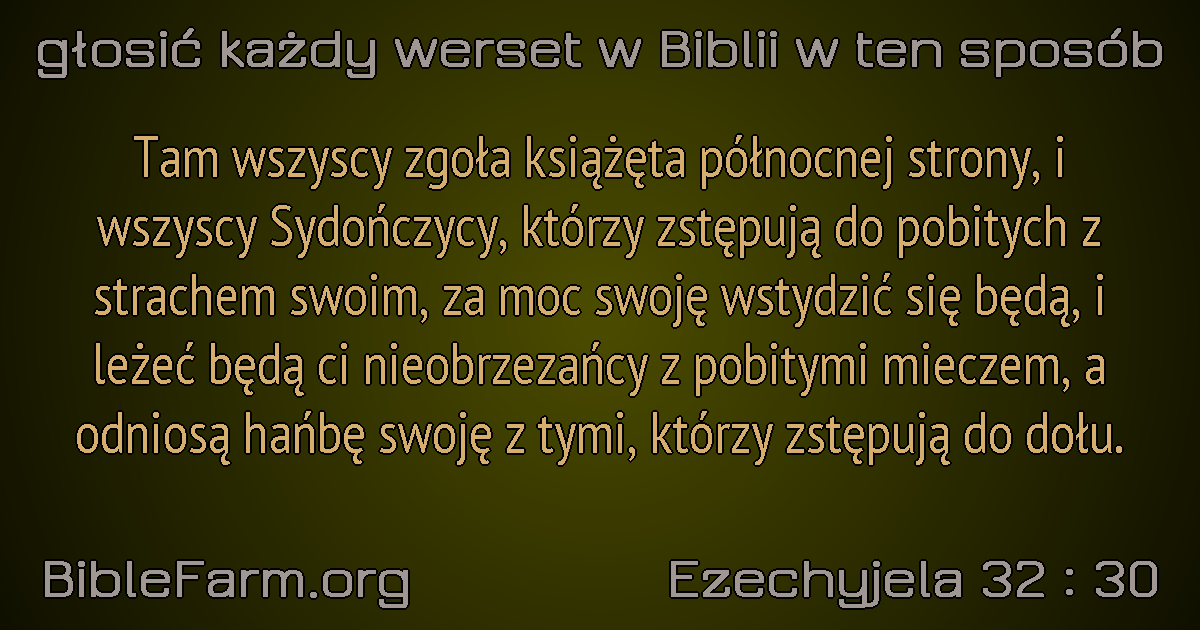 głosić każdy werset w Biblii w ten sposób
Tam wszyscy zgoła książęta północnej strony, i
wszyscy Sydończycy, którzy zstępują do pobitych z
strachem swoim, za moc swoję wstydzić się będą, i
leżeć będą ci nieobrzezańcy z pobitymi mieczem, a
odniosą hańbę swoję z tymi, którzy zstępują do dołu.
BibleFarm.org
Ezechyjela 32 : 30